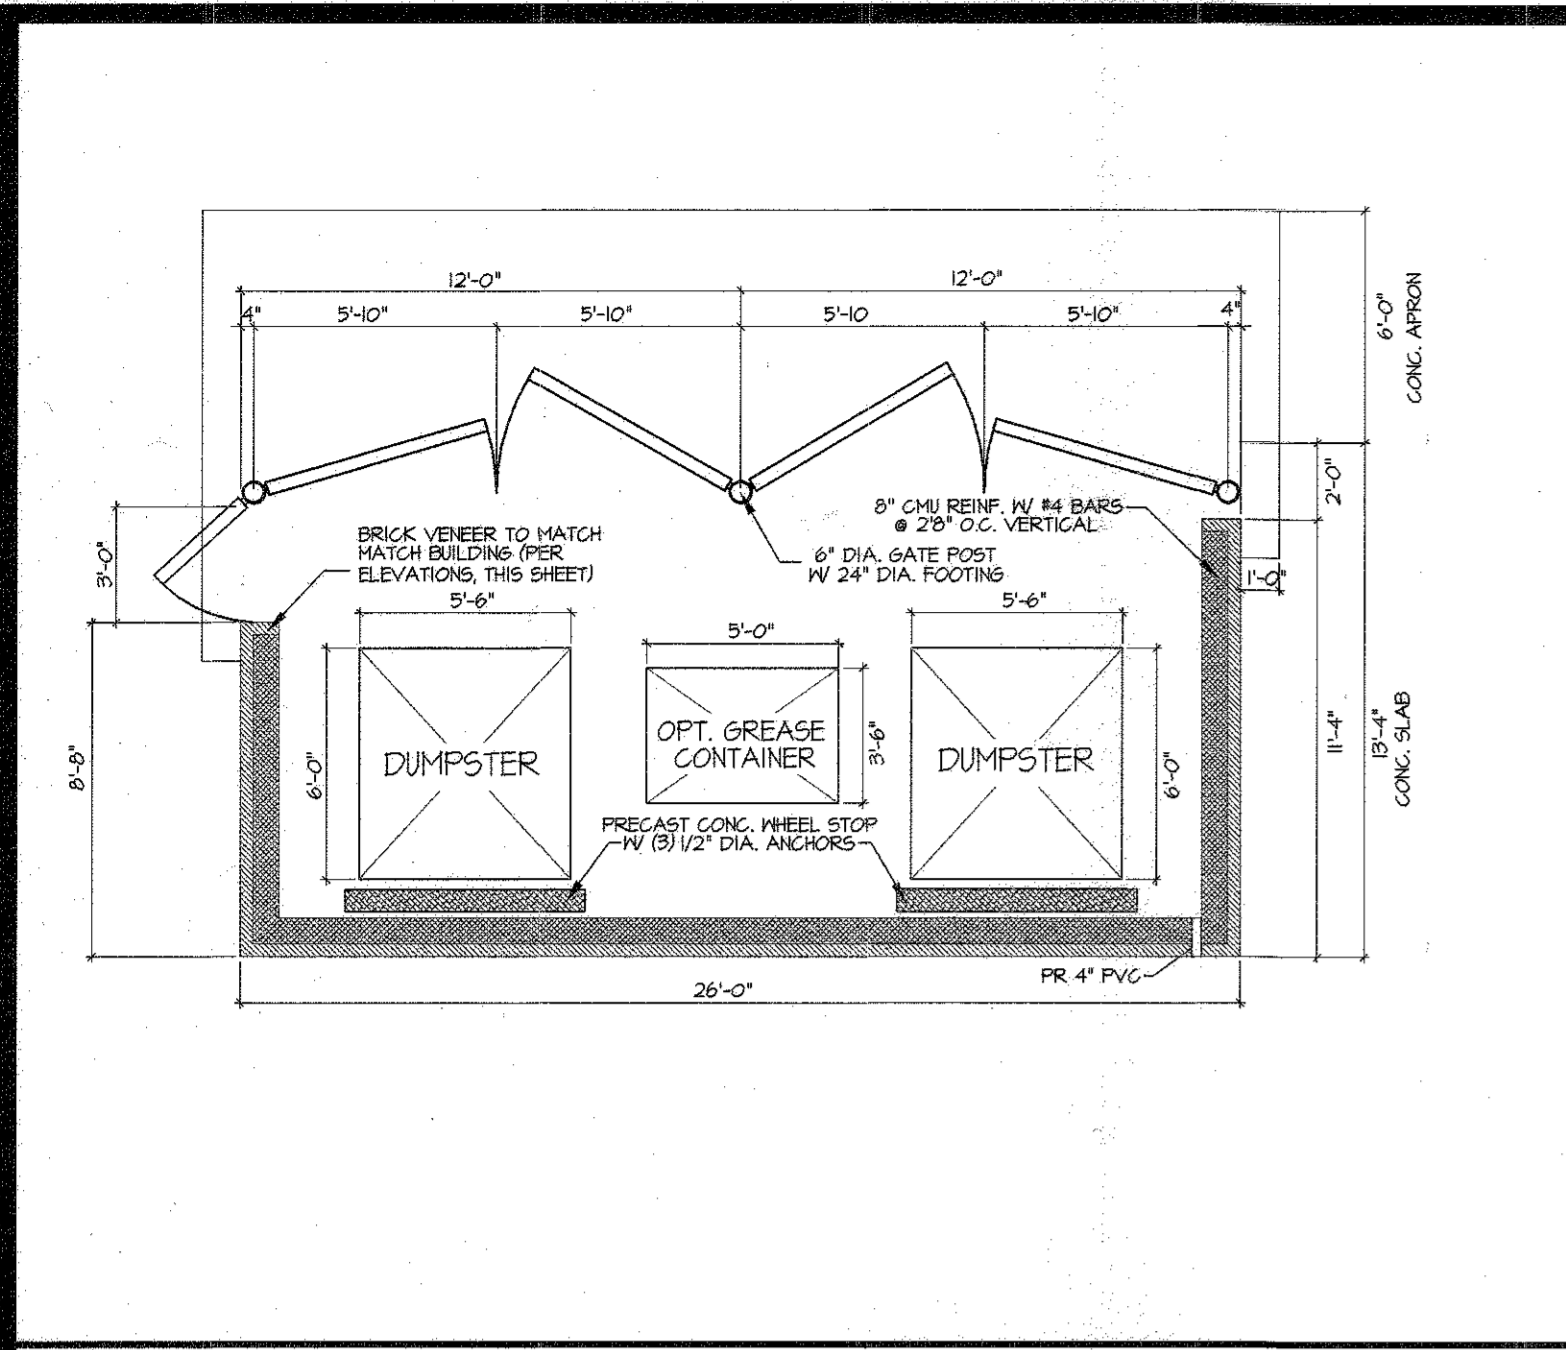 12'-0"
12'-0"
4"
5'-10"
5'-10"
5'-10
5'-10"
4"
6'-0"
CONC. APRON
2'-0"
8" CMU REINF. W/ #4 BARS
@ 2'8" O.C. VERTICAL
BRICK VENEER TO MATCH
MATCH BUILDING (PER
ELEVATIONS, THIS SHEET)
6" DIA. GATE POST
W/ 24" DIA. FOOTING
3'-0"
1'-0"
5'-6"
5'-0"
5'-6"
OPT. GREASE
CONTAINER
3'-6"
DUMPSTER
DUMPSTER
6'-0"
6'-0"
8'-8"
11'-4"
13'-4"
CONC. SLAB
PRECAST CONC. WHEEL STOP
W/ (3) 1/2" DIA. ANCHORS
PR 4" PVC
26'-0"